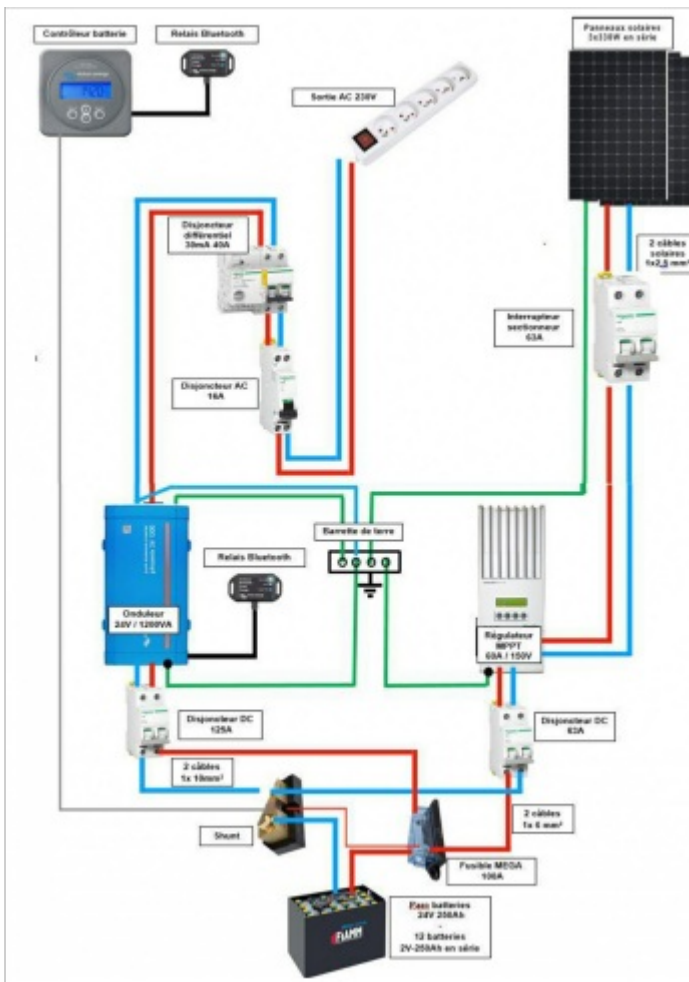 Contrôleur batterie
Relais Bluetooth
Panneaux solaires
3x330W en série
Sortie AC 230V
Disjoncteur
différentiel
30mA 40A
2 câbles
solaires
1x2,5 mm²
Interrupteur
sectionneur
63A
Disjoncteur AC
16A
Barrette de terre
Relais Bluetooth
Onduleur
24V / 1200VA
Régulateur
MPPT
60A / 150V
Disjoncteur DC
125A
Disjoncteur DC
63A
2 câbles
1x 10mm²
2 câbles
1x 6 mm²
Shunt
Fusible MEGA
100A
FIAMM
Parc batteries
24V 250Ah
-
12 batteries
2V-250Ah en série